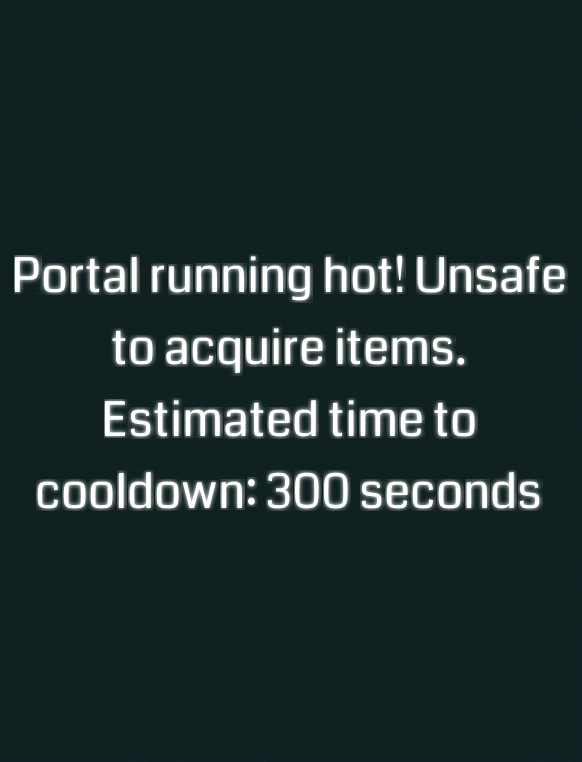 Portal running hot! Unsafe
to acquire items.
Estimated time to
cooldown: 300 seconds